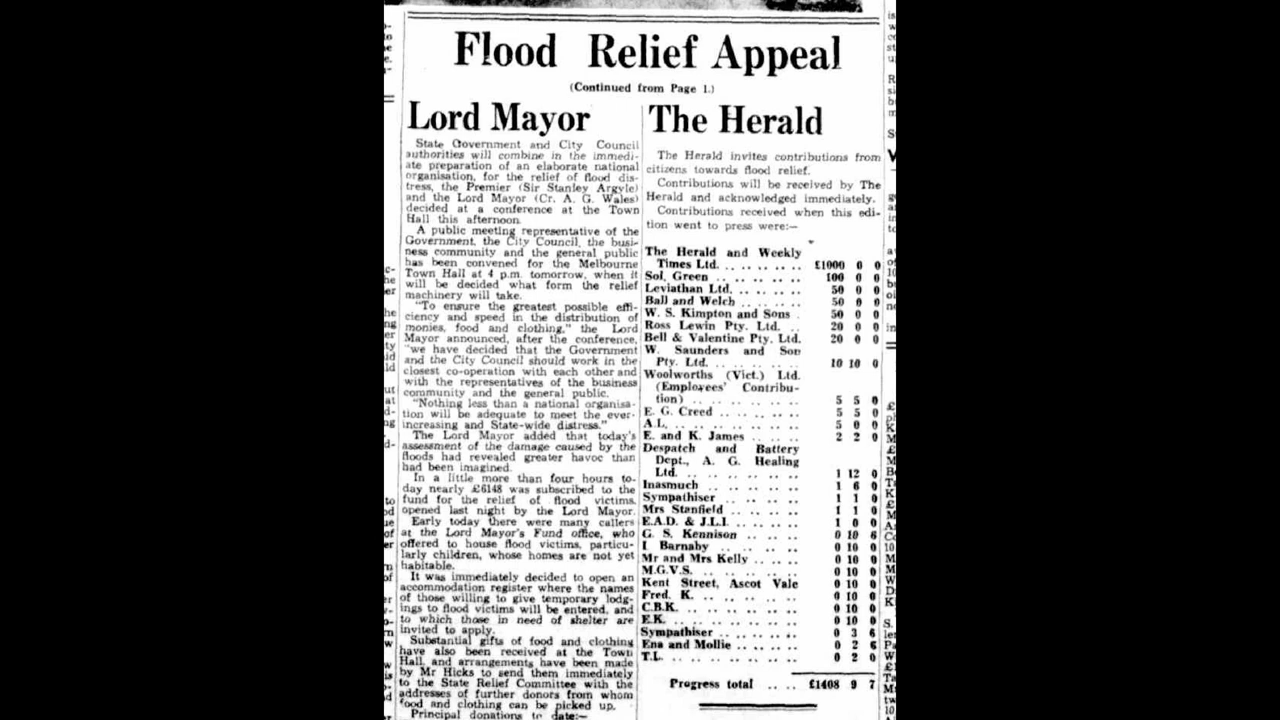 Flood Relief Appeal
(Continued from Page 1.)
Lord Mayor
State Government and City Council
authorities will combine in the immedi-
ate preparation of an elaborate national
organisation, for the relief of flood dis-
tress, the Premier (Sir Stanley Argyle)
and the Lord Mayor (Cr. A. G. Wales)
decided at a conference at the Town
Hall this afternoon.
A public meeting representative of the
Government, the City Council, the busi-
ness community and the general public
has been convened for the Melbourne
Town Hall at 4 p.m. tomorrow, when it
will be decided what form the relief
machinery will take.
"To ensure the greatest possible effi-
ciency and speed in the distribution of
monies, food and clothing," the Lord
Mayor announced, after the conference,
"we have decided that the Government
and the City Council should work in the
closest co-operation with each other and
with the representatives of the business
community and the general public.
"Nothing less than a national organisa-
tion will be adequate to meet the ever-
increasing and State-wide distress."
The Lord Mayor added that today's
assessment of the damage caused by the
floods had revealed greater havoc than
had been imagined.
In a little more than four hours to-
day nearly £6148 was subscribed to the
fund for the relief of flood victims,
opened last night by the Lord Mayor.
Early today there were many callers
at the Lord Mayor's Fund office, who
offered to house flood victims, particu-
larly children, whose homes are not yet
habitable.
It was immediately decided to open an
accommodation register where the names
of those willing to give temporary lodg-
ings to flood victims will be entered, and
to which those in need of shelter are
invited to apply.
Substantial gifts of food and clothing
have also been received at the Town
Hall, and arrangements have been made
by Mr Hicks to send them immediately
to the State Relief Committee with the
addresses of further donors from whom
food and clothing can be picked up.
Principal donations to date:—
The Herald
The Herald invites contributions from
citizens towards flood relief.
Contributions will be received by The
Herald and acknowledged immediately.
Contributions received when this edi-
tion went to press were:—
The Herald and Weekly
Times Ltd. .. .. .. .. .. £1000 0 0
Sol. Green .. .. .. .. .. 100 0 0
Leviathan Ltd. .. .. .. .. 50 0 0
Ball and Welch .. .. .. .. 50 0 0
W. S. Kimpton and Sons . 50 0 0
Ross Lewin Pty. Ltd. .. 20 0 0
Bell & Valentine Pty. Ltd. 20 0 0
W. Saunders and Son
Pty. Ltd. .. .. .. .. .. 10 10 0
Woolworths (Vict.) Ltd.
(Employees' Contribu-
tion) .. .. .. .. .. .. 5 5 0
E. G. Creed .. .. .. .. 5 5 0
A.L. .. .. .. .. .. .. 5 0 0
E. and K. James .. .. .. 2 2 0
Despatch and Battery
Dept., A. G. Healing
Ltd. .. .. .. .. .. .. 1 12 0
Inasmuch .. .. .. .. .. 1 6 0
Sympathiser .. .. .. .. 1 1 0
Mrs Stanfield .. .. .. .. 1 1 0
E.A.D. & J.L.I. .. .. .. 1 0 0
G. S. Kennison .. .. .. 0 10 6
I. Barnaby .. .. .. .. 0 10 0
Mr and Mrs Kelly .. .. .. 0 10 0
M.G.V.S. .. .. .. .. .. 0 10 0
Kent Street, Ascot Vale 0 10 0
Fred. K. .. .. .. .. .. 0 10 0
C.B.K. .. .. .. .. .. .. 0 10 0
E.K. .. .. .. .. .. .. 0 10 0
Sympathiser .. .. .. .. 0 3 6
Ena and Mollie .. .. .. 0 2 6
T.L. .. .. .. .. .. .. 0 2 0
Progress total .. .. £1408 9 7